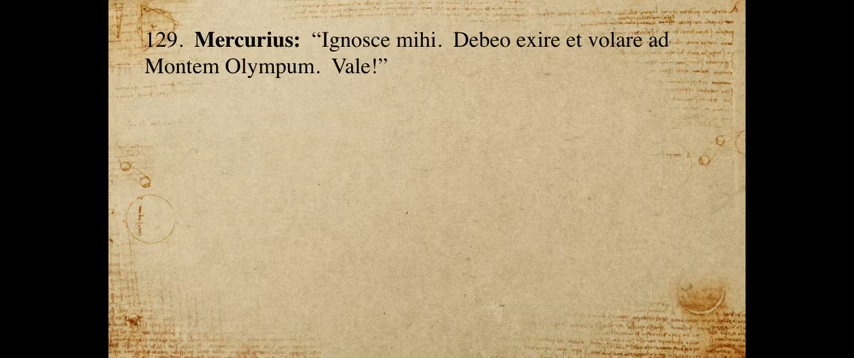 129. Mercurius: “Ignosce mihi. Debeo exire et volare ad
Montem Olympum. Vale!”